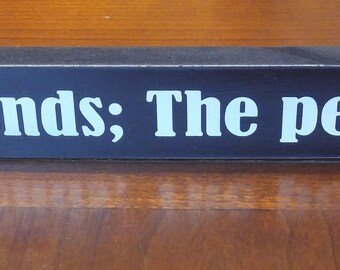 nds; The pe